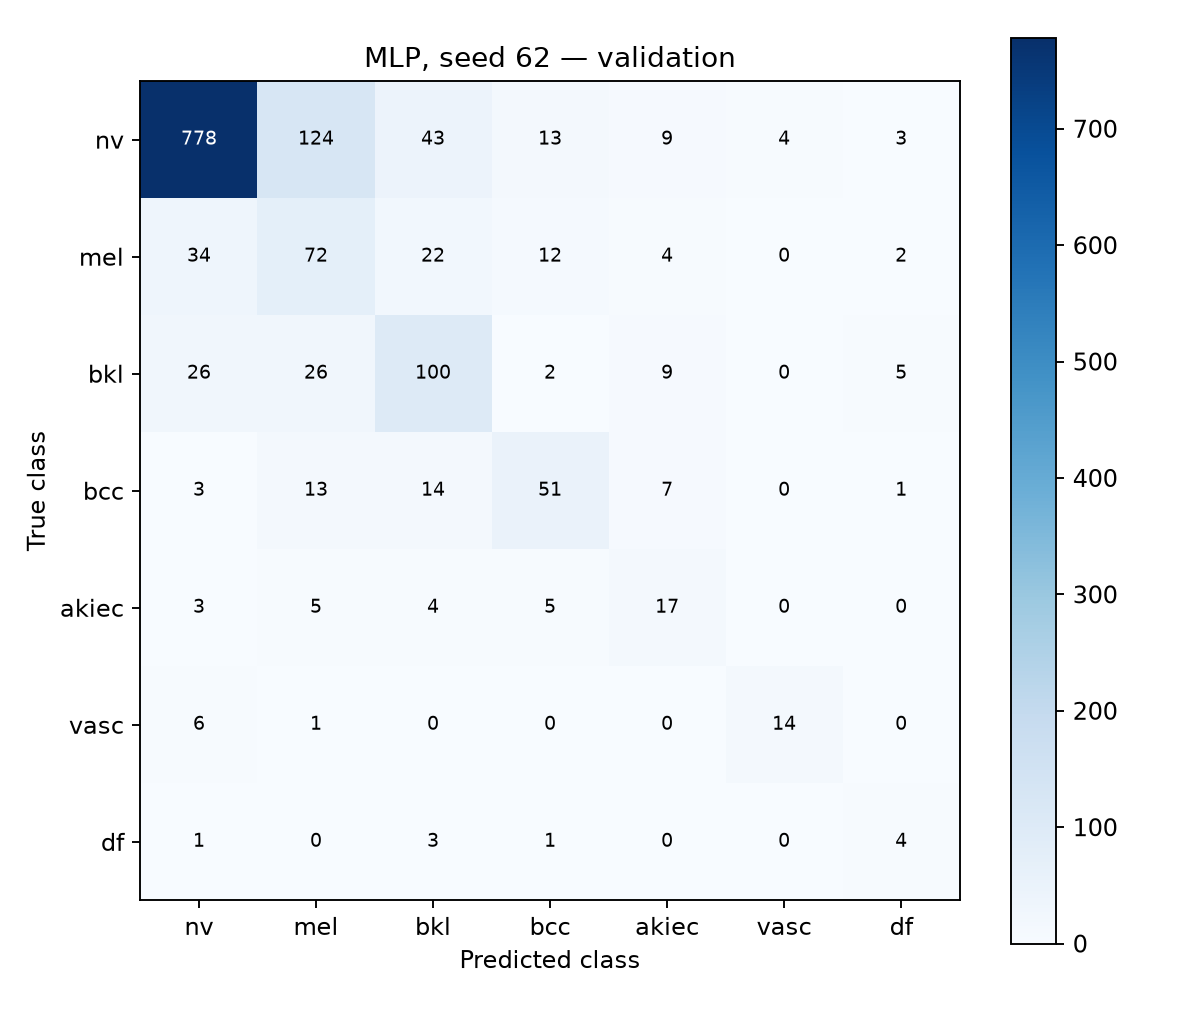 MLP, seed 62 — validation
nv 778 124 43 13 9 4 3
mel 34 72 22 12 4 0 2
bkl 26 26 100 2 9 0 5
bcc 3 13 14 51 7 0 1
akiec 3 5 4 5 17 0 0
vasc 6 1 0 0 0 14 0
df 1 0 3 1 0 0 4
nv mel bkl bcc akiec vasc df
Predicted class
True class
700
600
500
400
300
200
100
0